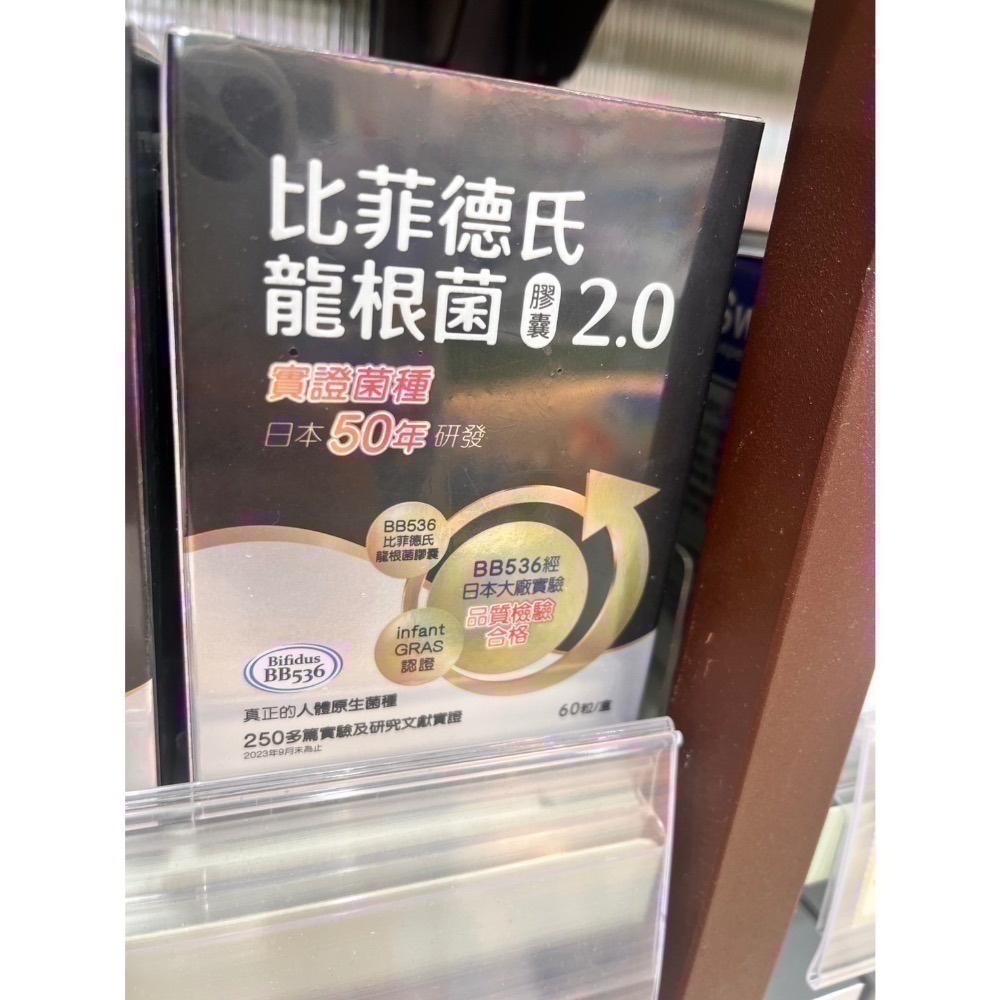 比菲德氏
龍根菌膠囊2.0
實證菌種
日本50年研發
BB536
比菲德氏
龍根菌膠囊
BB536經
日本大廠實驗
品質檢驗
合格
infant
GRAS
認證
Bifidus
BB536
真正的人體原生菌種
60粒/盒
250多篇實驗及研究文獻實證
2023年9月末為止